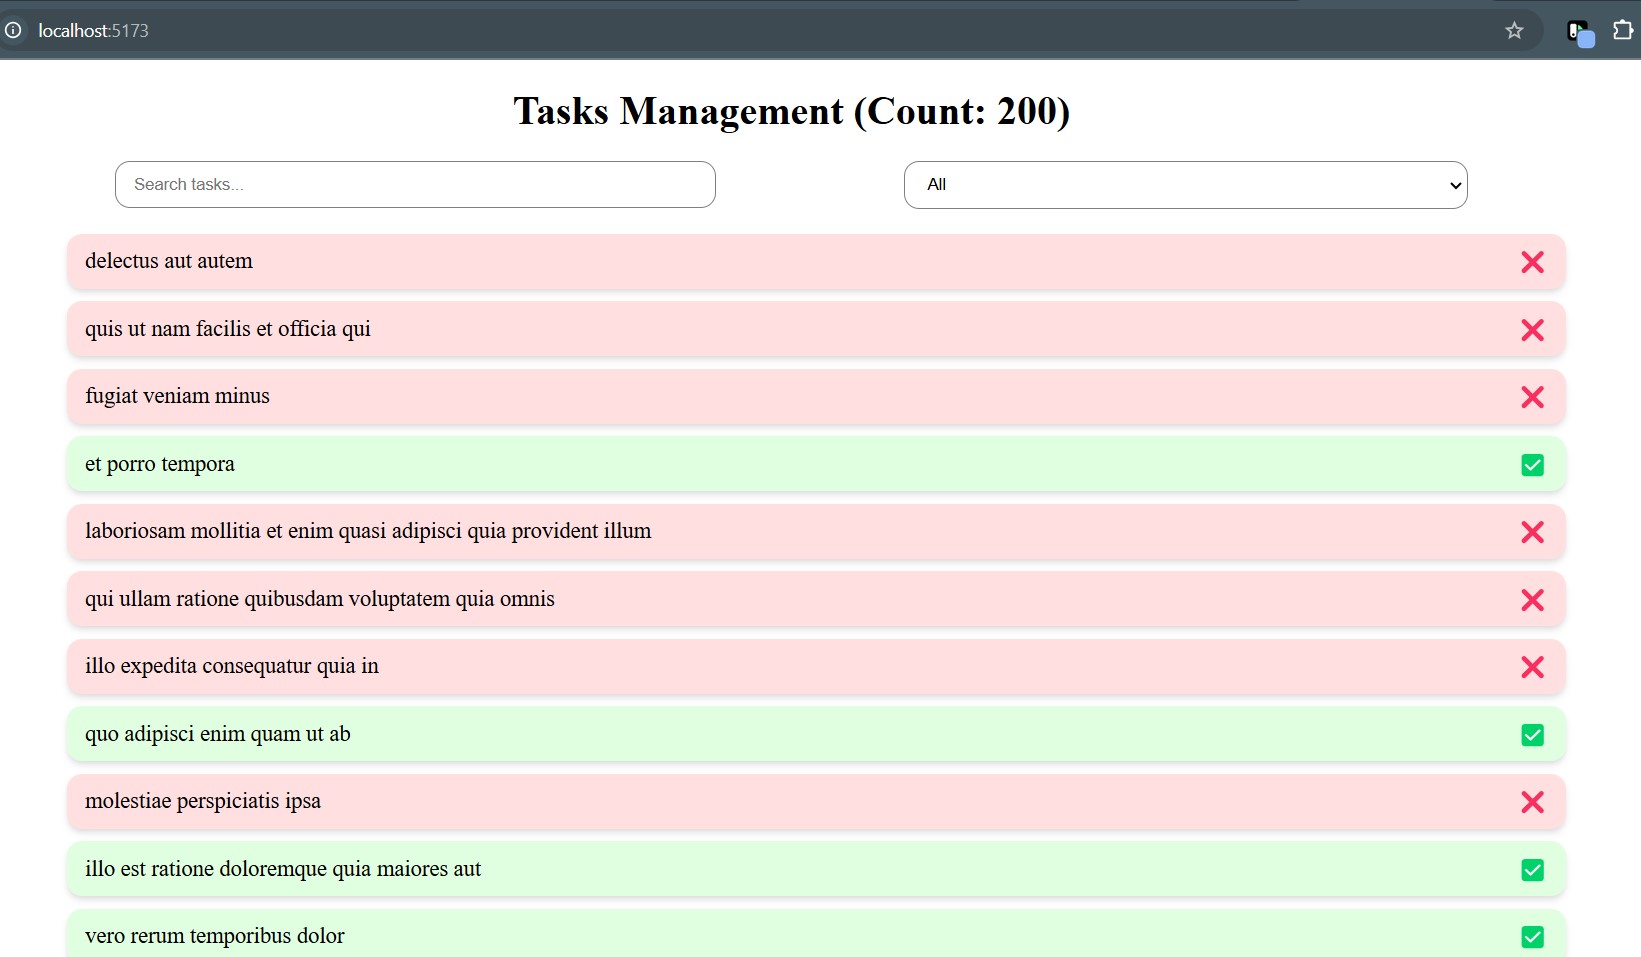 localhost:5173
Tasks Management (Count: 200)
Search tasks...
All
delectus aut autem
quis ut nam facilis et officia qui
fugiat veniam minus
et porro tempora
laboriosam mollitia et enim quasi adipisci quia provident illum
qui ullam ratione quibusdam voluptatem quia omnis
illo expedita consequatur quia in
quo adipisci enim quam ut ab
molestiae perspiciatis ipsa
illo est ratione doloremque quia maiores aut
vero rerum temporibus dolor